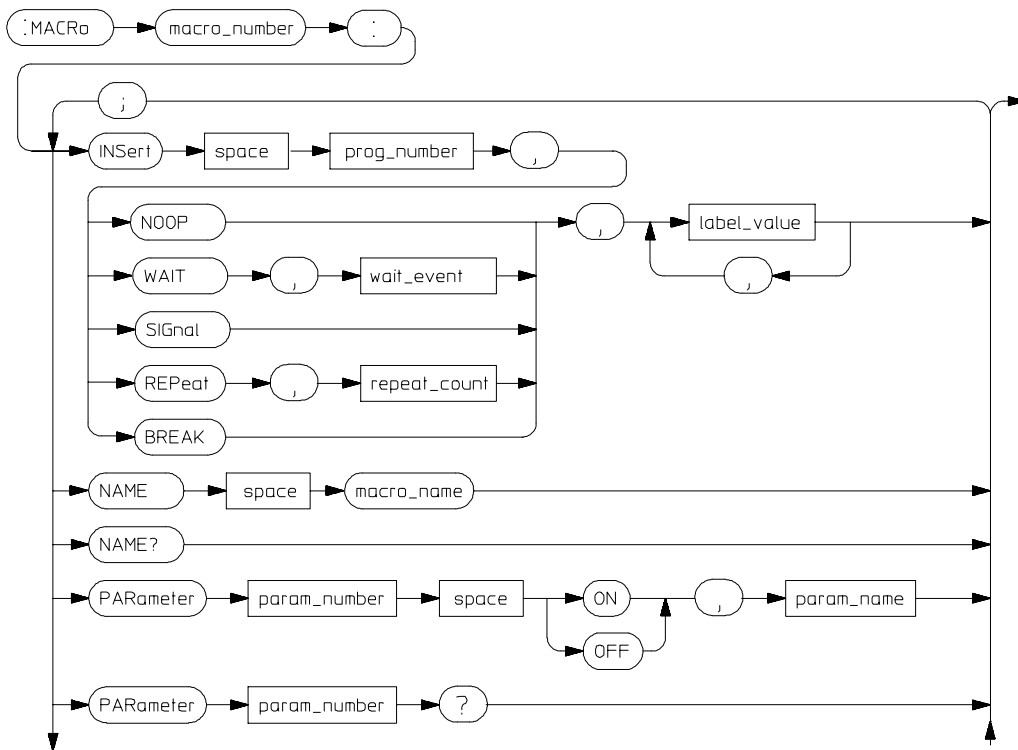 :MACRo macro_number :
;
INSert space prog_number ,
NOOP , label_value
WAIT , wait_event ,
SIGnal
REPeat , repeat_count
BREAK
NAME space macro_name
NAME?
PARameter param_number space ON , param_name
OFF
PARameter param_number ?